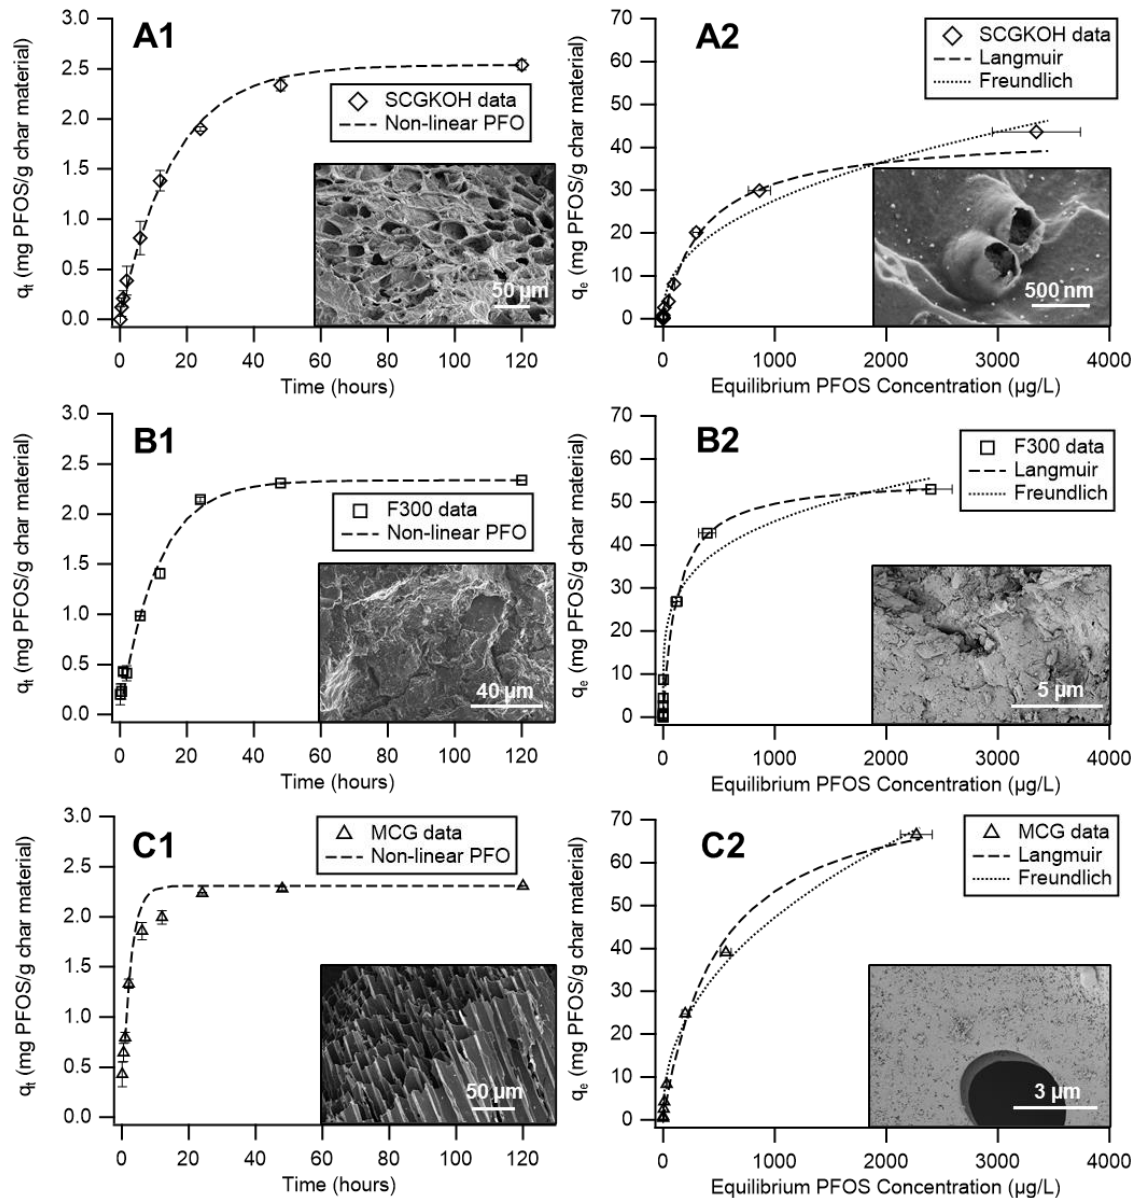 A1
3.0
2.5
2.0
1.5
1.0
0.5
0.0
qt (mg PFOS/g char material)
SCGKOH data
Non-linear PFO
50 µm
0 20 40 60 80 100 120
Time (hours)
A2
70
60
50
40
30
20
10
0
qe (mg PFOS/g char material)
SCGKOH data
Langmuir
Freundlich
500 nm
0 1000 2000 3000 4000
Equilibrium PFOS Concentration (µg/L)
B1
3.0
2.5
2.0
1.5
1.0
0.5
0.0
qt (mg PFOS/g char material)
F300 data
Non-linear PFO
40 µm
0 20 40 60 80 100 120
Time (hours)
B2
70
60
50
40
30
20
10
0
qe (mg PFOS/g char material)
F300 data
Langmuir
Freundlich
5 µm
0 1000 2000 3000 4000
Equilibrium PFOS Concentration (µg/L)
C1
3.0
2.5
2.0
1.5
1.0
0.5
0.0
qt (mg PFOS/g char material)
MCG data
Non-linear PFO
50 µm
0 20 40 60 80 100 120
Time (hours)
C2
70
60
50
40
30
20
10
0
qe (mg PFOS/g char material)
MCG data
Langmuir
Freundlich
3 µm
0 1000 2000 3000 4000
Equilibrium PFOS Concentration (µg/L)